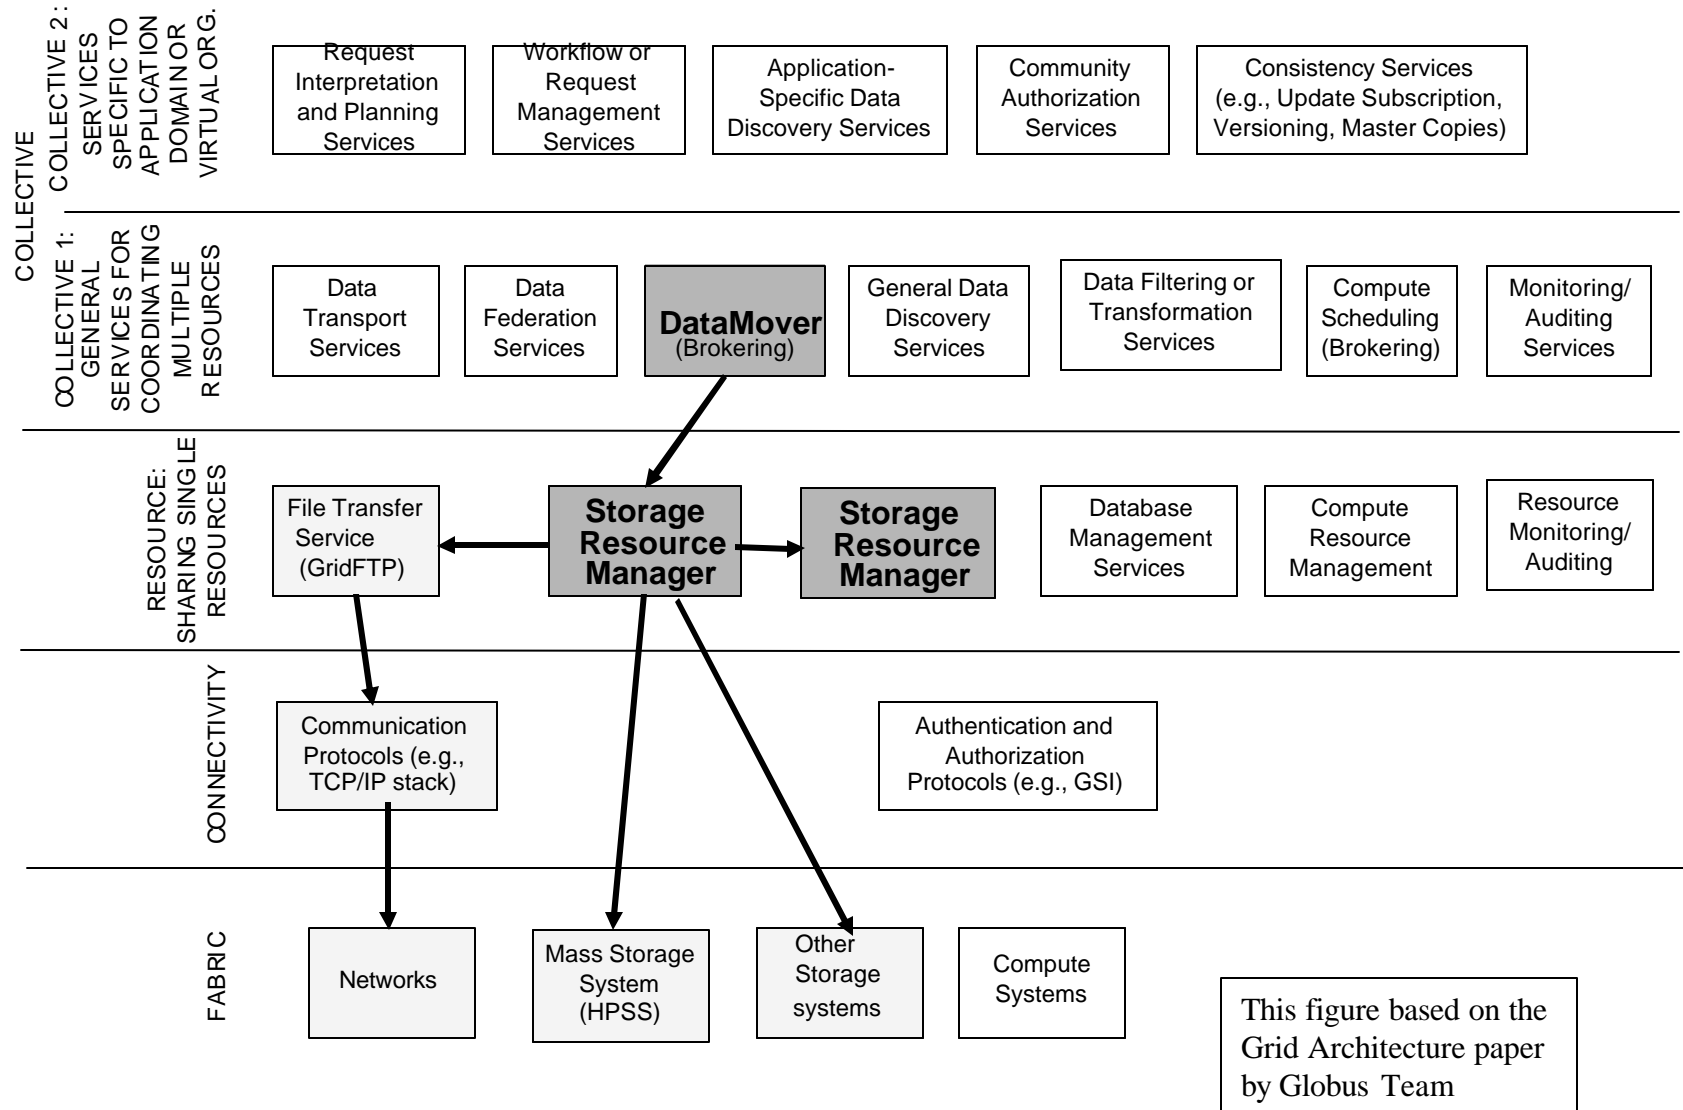 COLLECTIVE
COLLECTIVE 2:
SERVICES
SPECIFIC TO
APPLICATION
DOMAIN OR
VIRTUAL ORG.
Request
Interpretation
and Planning
Services
Workflow or
Request
Management
Services
Application-
Specific Data
Discovery Services
Community
Authorization
Services
Consistency Services
(e.g., Update Subscription,
Versioning, Master Copies)
COLLECTIVE 1:
GENERAL
SERVICES FOR
COORDINATING
MULTIPLE
RESOURCES
Data
Transport
Services
Data
Federation
Services
DataMover
(Brokering)
General Data
Discovery
Services
Data Filtering or
Transformation
Services
Compute
Scheduling
(Brokering)
Monitoring/
Auditing
Services
RESOURCE:
SHARING SINGLE
RESOURCES
File Transfer
Service
(GridFTP)
Storage
Resource
Manager
Storage
Resource
Manager
Database
Management
Services
Compute
Resource
Management
Resource
Monitoring/
Auditing
CONNECTIVITY
Communication
Protocols (e.g.,
TCP/IP stack)
Authentication and
Authorization
Protocols (e.g., GSI)
FABRIC
Networks
Mass Storage
System
(HPSS)
Other
Storage
systems
Compute
Systems
This figure based on the
Grid Architecture paper
by Globus Team